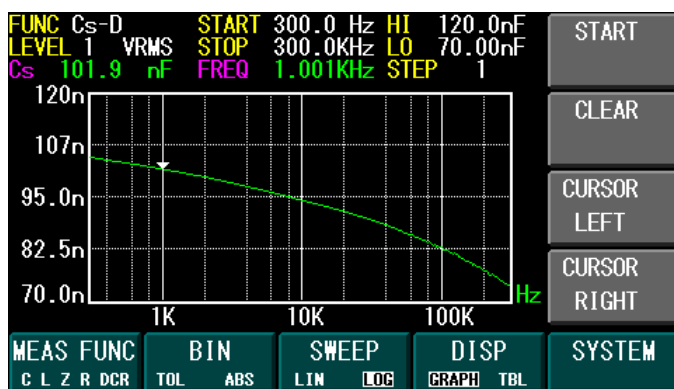 FUNC Cs-D START 300.0 Hz HI 120.0nF START
LEVEL 1 VRMS STOP 300.0KHz LO 70.00nF
Cs 101.9 nF FREQ 1.001KHz STEP 1
120n
CLEAR
107n
95.0n
CURSOR
LEFT
82.5n
CURSOR
RIGHT
70.0n
Hz
1K 10K 100K
MEAS FUNC BIN SWEEP DISP SYSTEM
C L Z R DCR TOL ABS LIN LOG GRAPH TBL